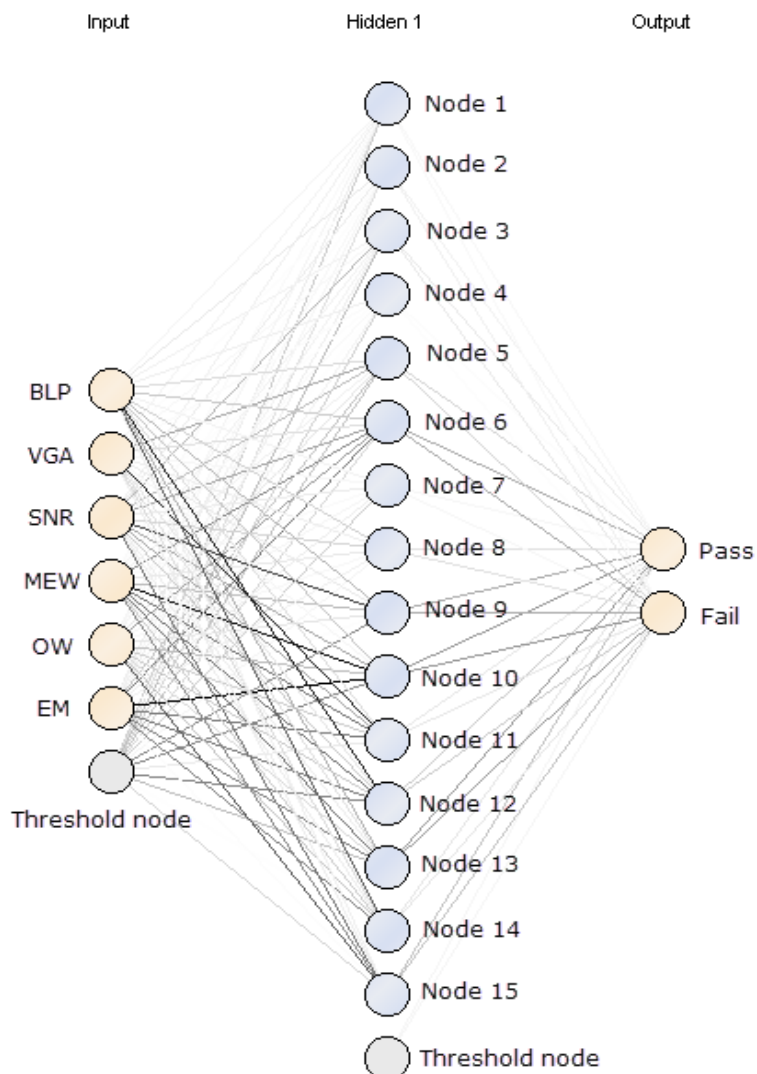 Input
Hidden 1
Output
Node 1
Node 2
Node 3
Node 4
Node 5
BLP
Node 6
VGA
Node 7
SNR
Node 8
Pass
MEW
Node 9
Fail
OW
Node 10
EM
Node 11
Node 12
Threshold node
Node 13
Node 14
Node 15
Threshold node